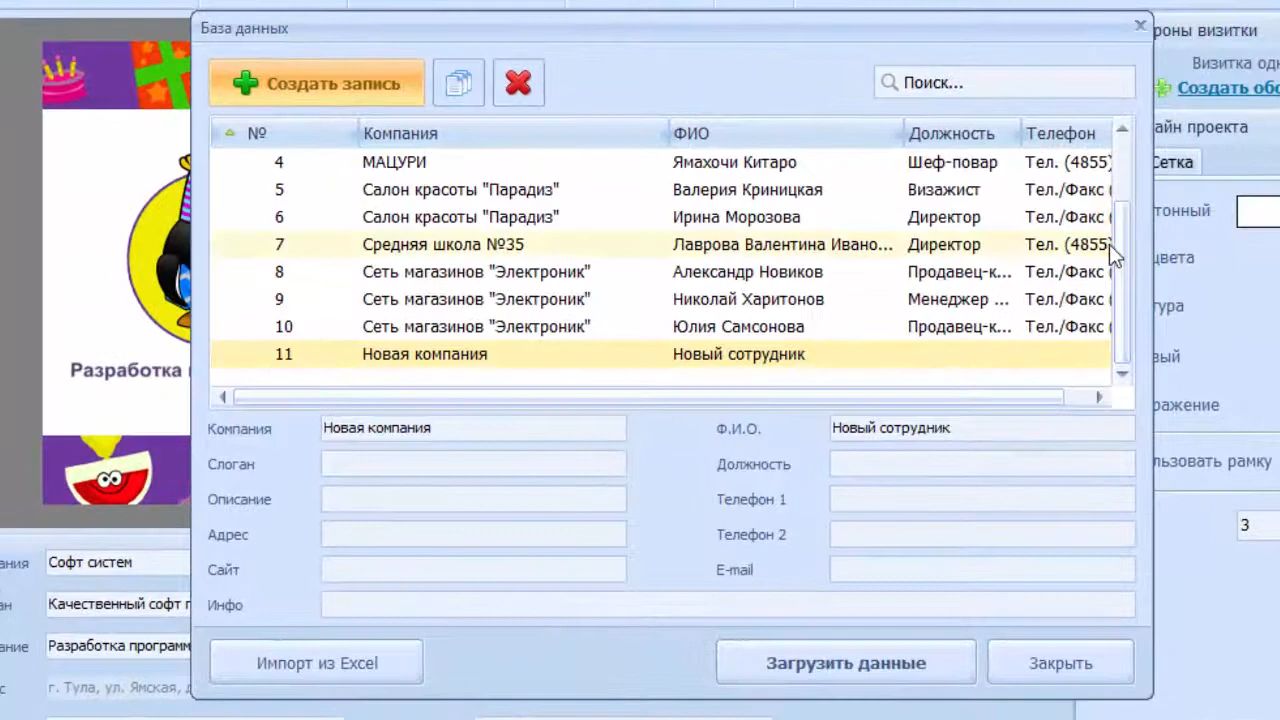 База данных
роны визитки
Создать запись
Поиск...
Визитка од
Создать обо
№ Компания ФИО Должность Телефон
айн проекта
4 МАЦУРИ Ямахочи Китаро Шеф-повар Тел. (4855)
Сетка
5 Салон красоты "Парадиз" Валерия Криницкая Визажист Тел./Факс (
6 Салон красоты "Парадиз" Ирина Морозова Директор Тел./Факс (
тонный
7 Средняя школа №35 Лаврова Валентина Ивано... Директор Тел. (4855)
цвета
8 Сеть магазинов "Электроник" Александр Новиков Продавец-к... Тел./Факс (
9 Сеть магазинов "Электроник" Николай Харитонов Менеджер ... Тел./Факс (
тура
10 Сеть магазинов "Электроник" Юлия Самсонова Продавец-к... Тел./Факс (
11 Новая компания Новый сотрудник
вый
Разработка
ражение
Компания Новая компания Ф.И.О. Новый сотрудник
Слоган Должность
льзовать рамку
Описание Телефон 1
3
Адрес Телефон 2
ания Софт систем
Сайт E-mail
ан Качественный софт п
Инфо
ание Разработка программ
Импорт из Excel Загрузить данные Закрыть
с г. Тула, ул. Ямская, д